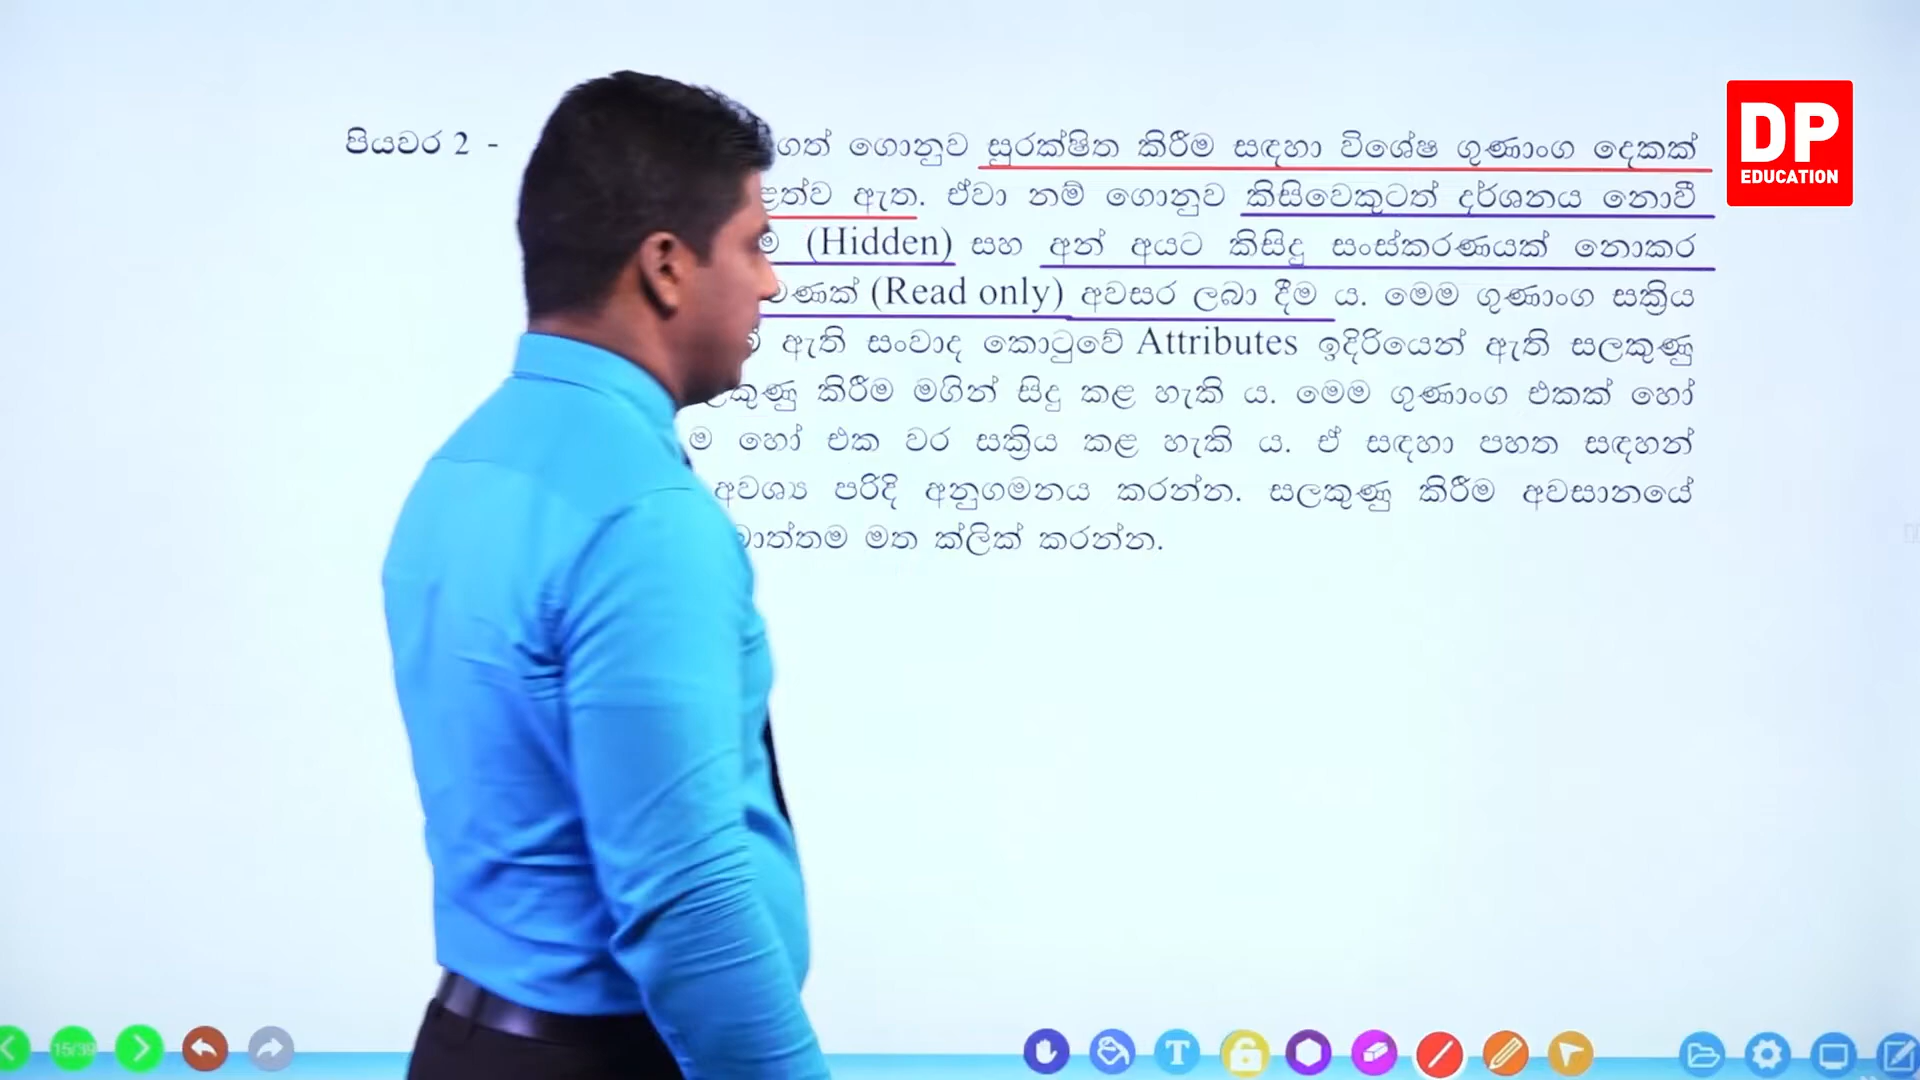 පියවර 2 - ගත් ගොනුව සුරක්ෂිත කිරීම සඳහා විශේෂ ගුණාංග දෙකක්
ඇත. ඒවා නම් ගොනුව කිසිවෙකුටත් දර්ශනය නොවී
(Hidden) සහ අන් අයට කිසිදු සංස්කරණයක් නොකර
(Read only) අවසර ලබා දීම ය. මෙම ගුණාංග සක්‍රිය
ඇති සංවාද කොටුවේ Attributes ඉදිරියෙන් ඇති සලකුණු
කිරීම මගින් සිදු කළ හැකි ය. මෙම ගුණාංග එකක් හෝ
හෝ එක වර සක්‍රිය කළ හැකි ය. ඒ සඳහා පහත සඳහන්
අවශ්‍ය පරිදි අනුගමනය කරන්න. සලකුණු කිරීම අවසානයේ
මත ක්ලික් කරන්න.
DP
EDUCATION
15/39